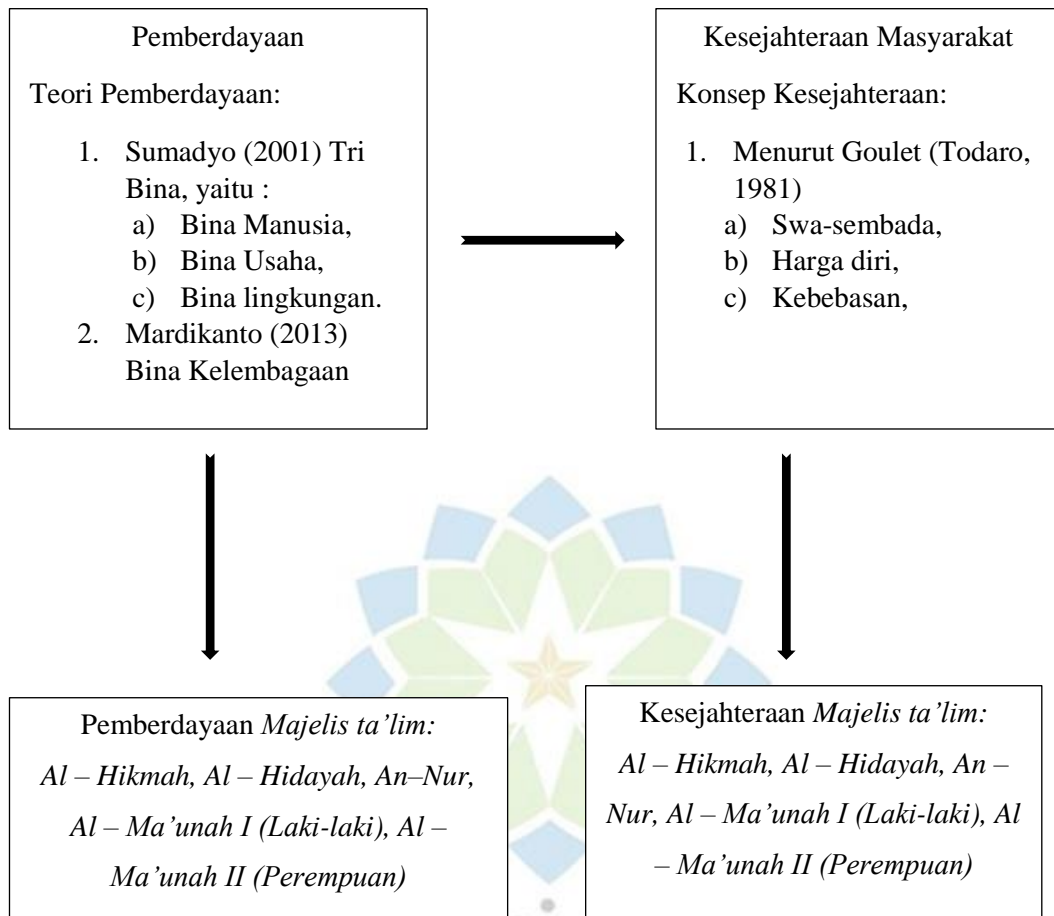 Pemberdayaan
Teori Pemberdayaan:
1. Sumadyo (2001) Tri
Bina, yaitu :
a) Bina Manusia,
b) Bina Usaha,
c) Bina lingkungan.
2. Mardikanto (2013)
Bina Kelembagaan
Kesejahteraan Masyarakat
Konsep Kesejahteraan:
1. Menurut Goulet (Todaro,
1981)
a) Swa-sembada,
b) Harga diri,
c) Kebebasan,
Pemberdayaan Majelis ta’lim:
Al – Hikmah, Al – Hidayah, An–Nur,
Al – Ma’unah I (Laki-laki), Al –
Ma’unah II (Perempuan)
Kesejahteraan Majelis ta’lim:
Al – Hikmah, Al – Hidayah, An –
Nur, Al – Ma’unah I (Laki-laki), Al
– Ma’unah II (Perempuan)